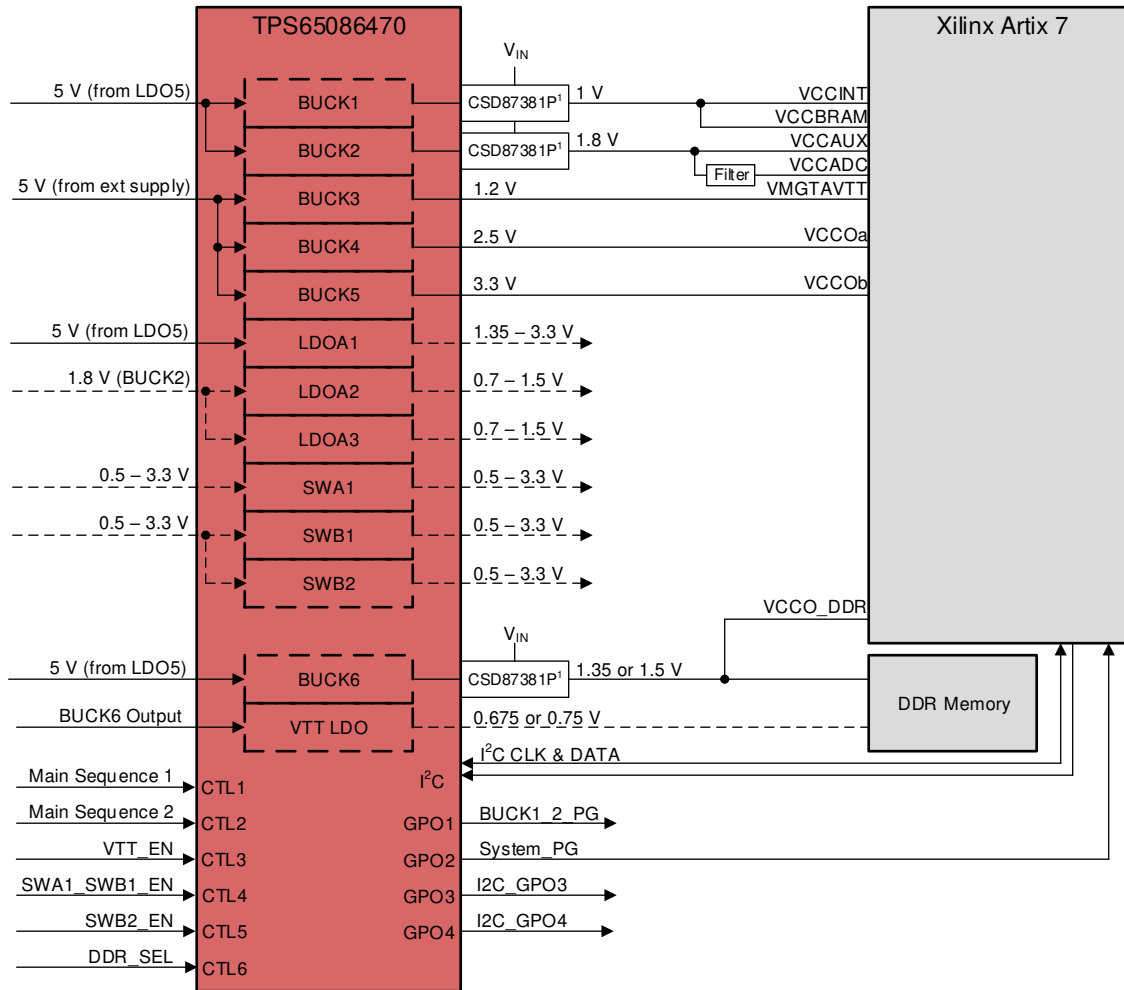 TPS65086470
Xilinx Artix 7
V_IN
5 V (from LDO5)
BUCK1
CSD87381P¹
1 V
VCCINT
VCCBRAM
BUCK2
CSD87381P¹
1.8 V
VCCAUX
Filter
VCCADC
5 V (from ext supply)
BUCK3
1.2 V
VMGTAVTT
BUCK4
2.5 V
VCCOa
BUCK5
3.3 V
VCCOb
5 V (from LDO5)
LDOA1
1.35 – 3.3 V
1.8 V (BUCK2)
LDOA2
0.7 – 1.5 V
LDOA3
0.7 – 1.5 V
0.5 – 3.3 V
SWA1
0.5 – 3.3 V
0.5 – 3.3 V
SWB1
0.5 – 3.3 V
SWB2
0.5 – 3.3 V
VCCO_DDR
V_IN
5 V (from LDO5)
BUCK6
CSD87381P¹
1.35 or 1.5 V
DDR Memory
BUCK6 Output
VTT LDO
0.675 or 0.75 V
I²C CLK & DATA
I²C
Main Sequence 1
CTL1
Main Sequence 2
CTL2
GPO1
BUCK1_2_PG
VTT_EN
CTL3
GPO2
System_PG
SWA1_SWB1_EN
CTL4
GPO3
I2C_GPO3
SWB2_EN
CTL5
GPO4
I2C_GPO4
DDR_SEL
CTL6